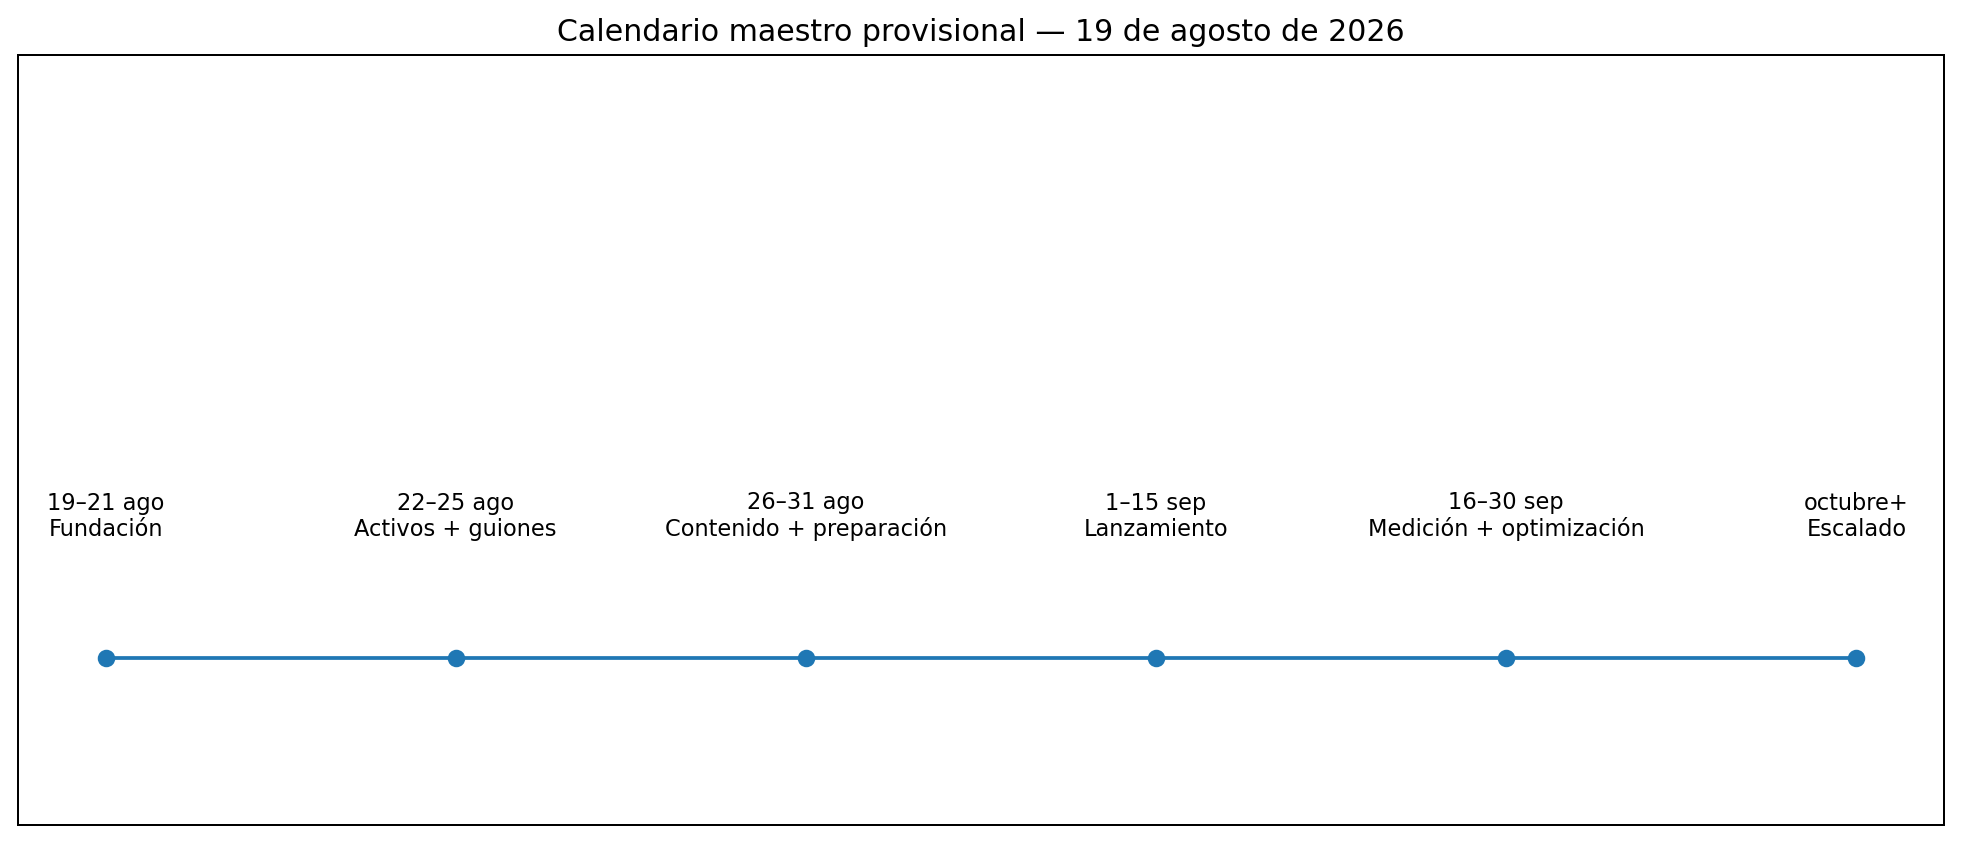 Calendario maestro provisional — 19 de agosto de 2026
19–21 ago
Fundación
22–25 ago
Activos + guiones
26–31 ago
Contenido + preparación
1–15 sep
Lanzamiento
16–30 sep
Medición + optimización
octubre+
Escalado